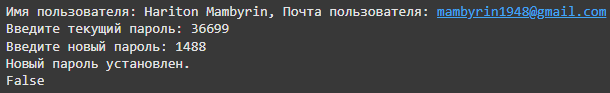 Имя пользователя: Hariton Mambyrin, Почта пользователя: mambyrin1948@gmail.com
Введите текущий пароль: 36699
Введите новый пароль: 1488
Новый пароль установлен.
False